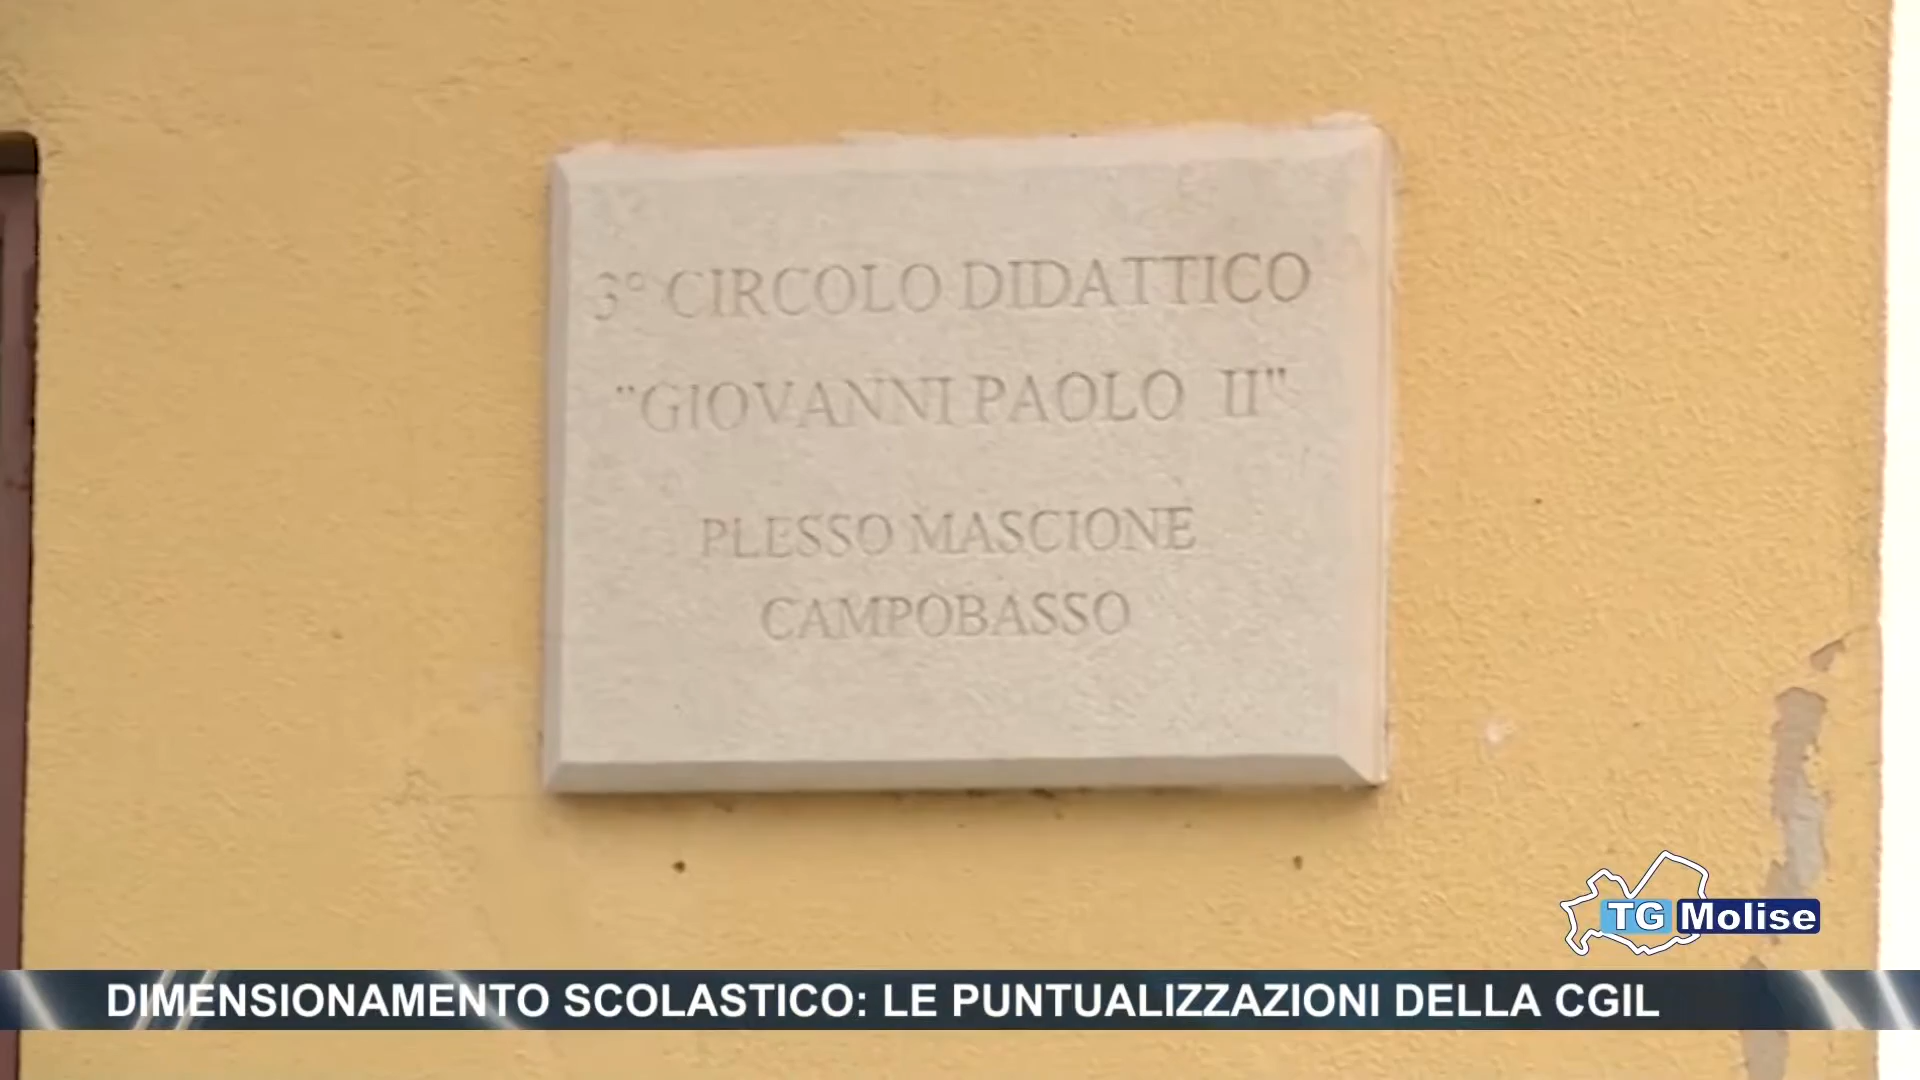 3° CIRCOLO DIDATTICO
"GIOVANNI PAOLO II"
PLESSO MASCIONE
CAMPOBASSO
TG Molise
DIMENSIONAMENTO SCOLASTICO: LE PUNTUALIZZAZIONI DELLA CGIL